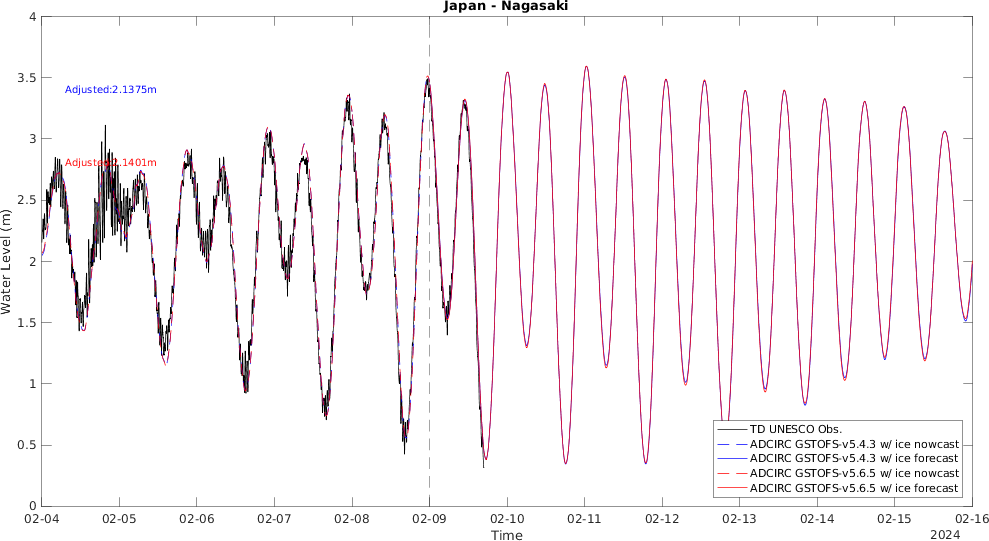 Japan - Nagasaki
Water Level (m)
4
3.5
3
2.5
2
1.5
1
0.5
0
Adjusted:2.1375m
Adjusted:2.1401m
TD UNESCO Obs.
ADCIRC GSTOFS-v5.4.3 w/ ice nowcast
ADCIRC GSTOFS-v5.4.3 w/ ice forecast
ADCIRC GSTOFS-v5.6.5 w/ ice nowcast
ADCIRC GSTOFS-v5.6.5 w/ ice forecast
02-04 02-05 02-06 02-07 02-08 02-09 02-10 02-11 02-12 02-13 02-14 02-15 02-16
Time
2024